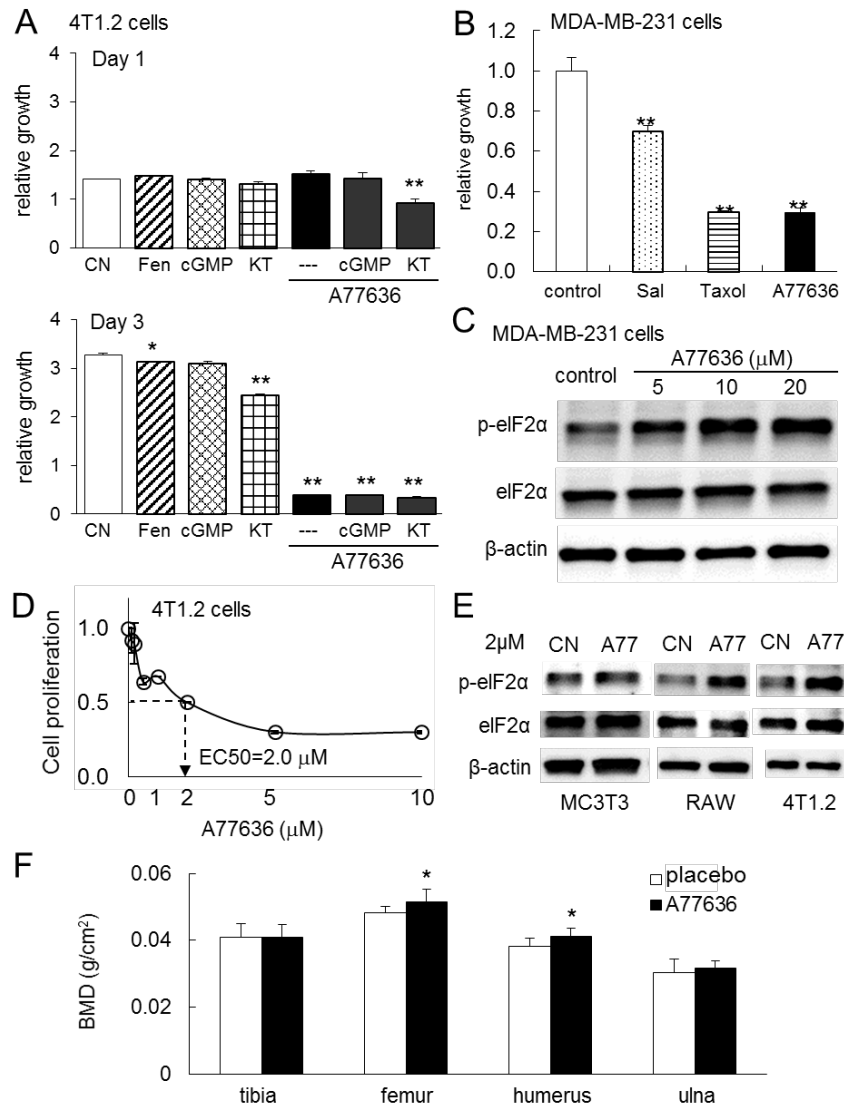 A
4T1.2 cells
Day 1
relative growth
4
3
2
1
0
**
CN Fen cGMP KT --- cGMP KT
A77636
Day 3
relative growth
4
3
2
1
0
*
**
** ** **
CN Fen cGMP KT --- cGMP KT
A77636
B
MDA-MB-231 cells
relative growth
1.2
1.0
0.8
0.6
0.4
0.2
0.0
**
** **
control Sal Taxol A77636
C
MDA-MB-231 cells
A77636 (μM)
control 5 10 20
p-eIF2α
eIF2α
β-actin
D
4T1.2 cells
Cell proliferation
1.0
0.5
0.0
EC50=2.0 μM
0 1 2 5 10
A77636 (μM)
E
2μM CN A77 CN A77 CN A77
p-eIF2α
eIF2α
β-actin
MC3T3 RAW 4T1.2
F
BMD (g/cm²)
0.06
0.04
0.02
0
placebo
A77636
*
*
tibia femur humerus ulna